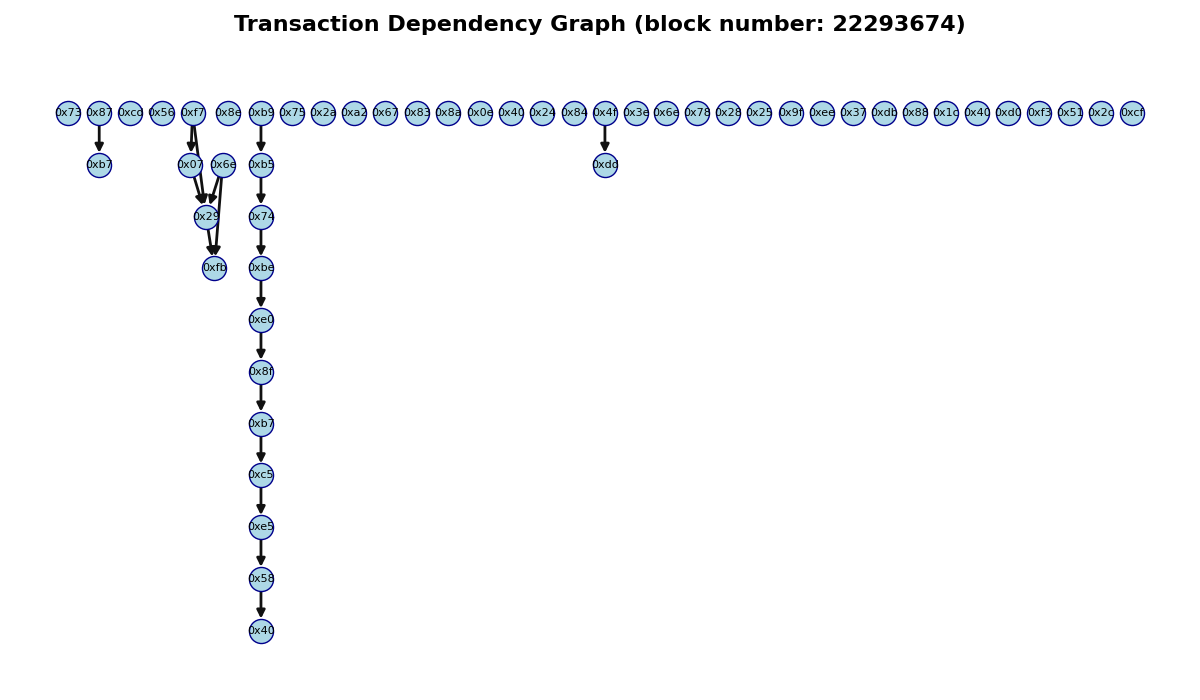 Transaction Dependency Graph (block number: 22293674)
0x73 0x87 0xcd 0x56 0xf7 0x8e 0xb9 0x75 0x2a 0xa2 0x67 0x83 0x8a 0x0e 0x40 0x24 0x84 0x4f 0x3e 0x6e 0x78 0x28 0x25 0x9f 0xee 0x37 0xdb 0x88 0x1c 0x40 0xd0 0xf3 0x51 0x2c 0xcf
0xb7 0x07 0x6e 0xb5 0xdd
0x29 0x74
0xfb 0xbe
0xe0
0x8f
0xb7
0xc5
0xe5
0x58
0x40